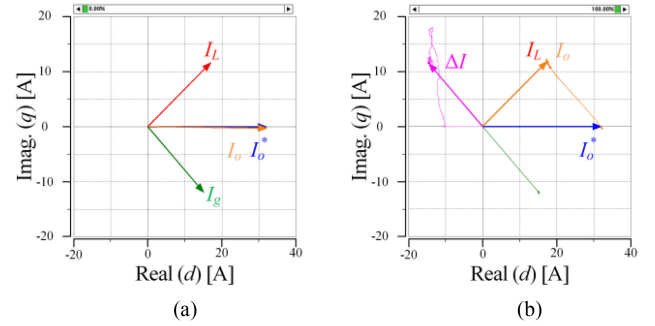 0.00%
20
10
0
-10
-20
-20
0
20
40
Imag. (q) [A]
Real (d) [A]
I_L
I_o
I_o^*
I_g
(a)
100.00%
20
10
0
-10
-20
-20
0
20
40
Imag. (q) [A]
Real (d) [A]
ΔI
I_L
I_o
I_o^*
(b)